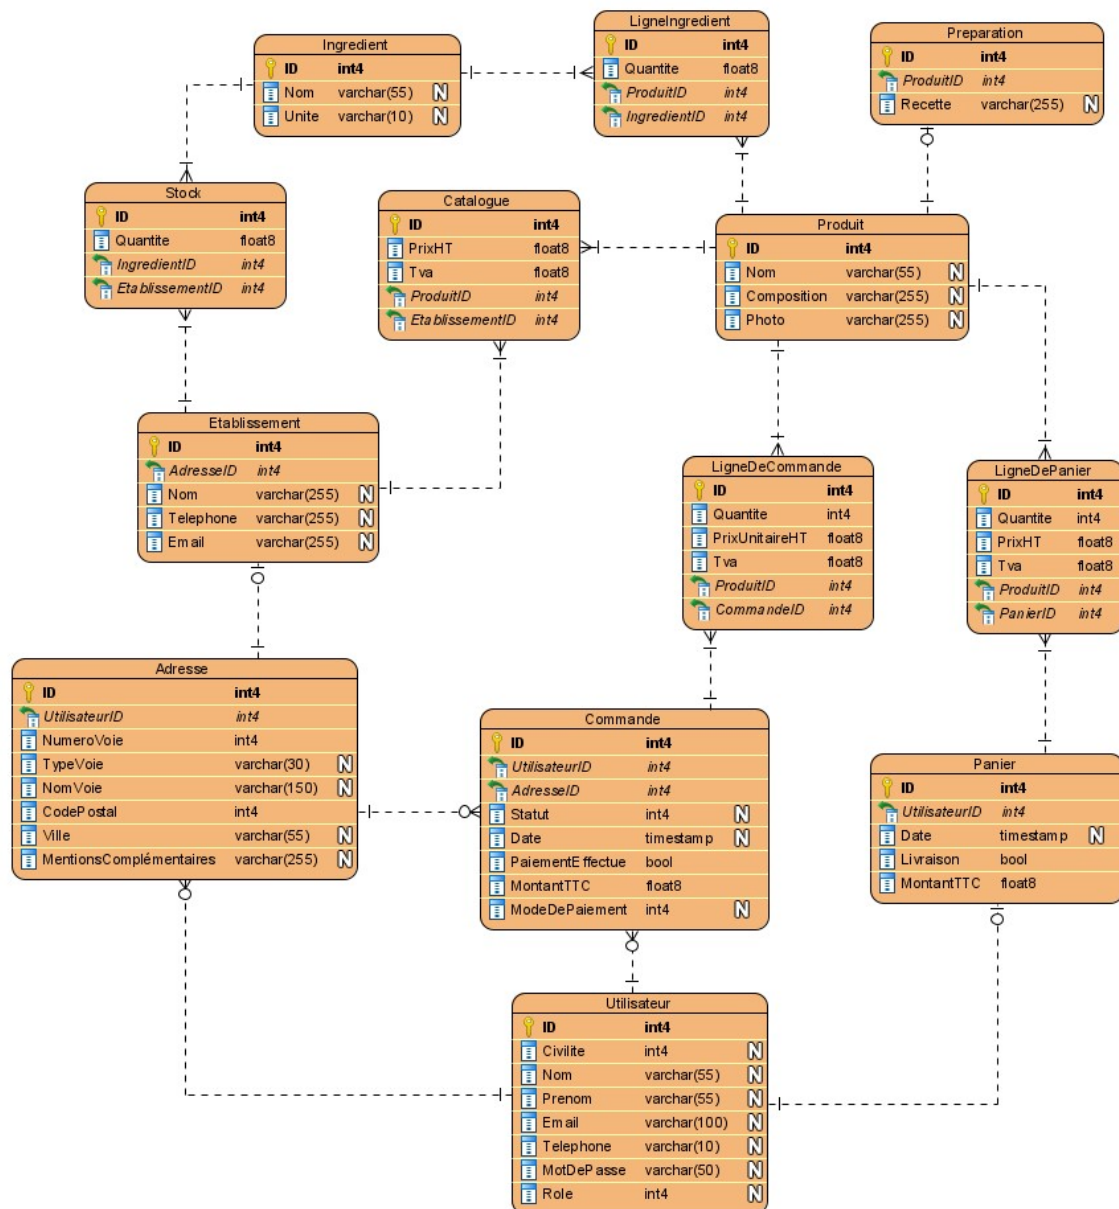 Ingredient
ID int4
Nom varchar(55) N
Unite varchar(10) N
LigneIngredient
ID int4
Quantite float8
ProduitID int4
IngredientID int4
Preparation
ID int4
ProduitID int4
Recette varchar(255) N
Stock
ID int4
Quantite float8
IngredientID int4
EtablissementID int4
Catalogue
ID int4
PrixHT float8
Tva float8
ProduitID int4
EtablissementID int4
Produit
ID int4
Nom varchar(55) N
Composition varchar(255) N
Photo varchar(255) N
Etablissement
ID int4
AdresseID int4
Nom varchar(255) N
Telephone varchar(255) N
Email varchar(255) N
LigneDeCommande
ID int4
Quantite int4
PrixUnitaireHT float8
Tva float8
ProduitID int4
CommandeID int4
LigneDePanier
ID int4
Quantite int4
PrixHT float8
Tva float8
ProduitID int4
PanierID int4
Adresse
ID int4
UtilisateurID int4
NumeroVoie int4
TypeVoie varchar(30) N
NomVoie varchar(150) N
CodePostal int4
Ville varchar(55) N
MentionsComplémentaires varchar(255) N
Commande
ID int4
UtilisateurID int4
AdresseID int4
Statut int4 N
Date timestamp N
PaiementEffectue bool
MontantTTC float8
ModeDePaiement int4 N
Panier
ID int4
UtilisateurID int4
Date timestamp N
Livraison bool
MontantTTC float8
Utilisateur
ID int4
Civilite int4 N
Nom varchar(55) N
Prenom varchar(55) N
Email varchar(100) N
Telephone varchar(10) N
MotDePasse varchar(50) N
Role int4 N